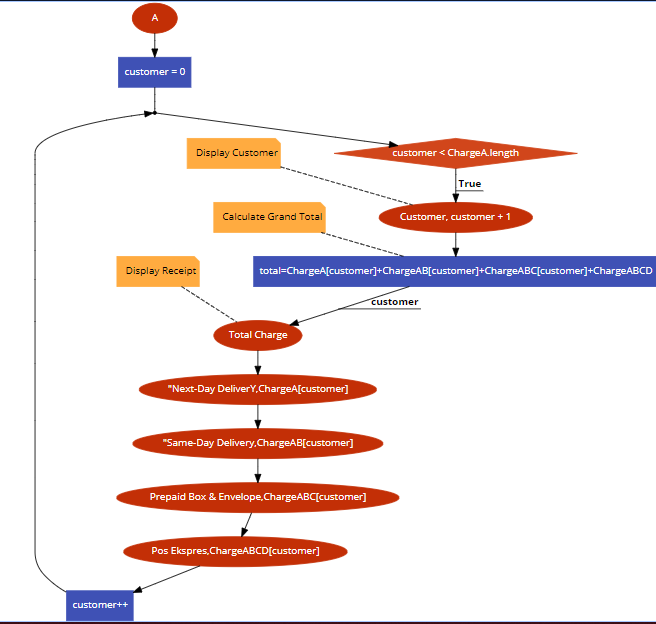 A
customer = 0
Display Customer
customer < ChargeA.length
True
Calculate Grand Total
Customer, customer + 1
Display Receipt
total=ChargeA[customer]+ChargeAB[customer]+ChargeABC[customer]+ChargeABCD
customer
Total Charge
"Next-Day DeliverY,ChargeA[customer]
"Same-Day Delivery,ChargeAB[customer]
Prepaid Box & Envelope,ChargeABC[customer]
Pos Ekspres,ChargeABCD[customer]
customer++